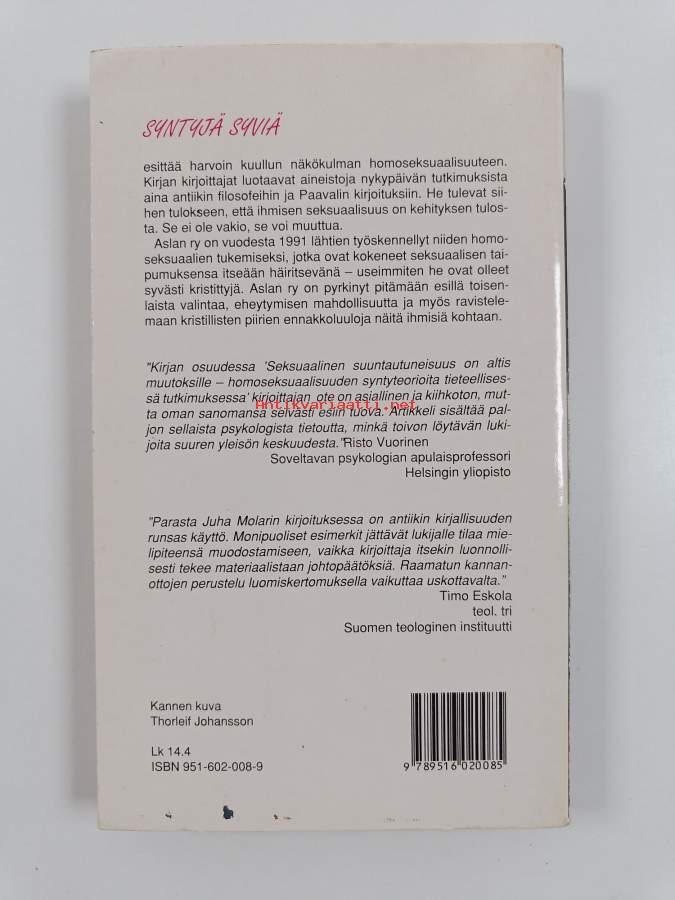 SYNTYJÄ SYVIÄ
esittää harvoin kuullun näkökulman homoseksuaalisuuteen.
Kirjan kirjoittajat luotaavat aineistoja nykypäivän tutkimuksista
aina antiikin filosofeihin ja Paavalin kirjoituksiin. He tulevat sii-
hen tulokseen, että ihmisen seksuaalisuus on kehityksen tulos-
ta. Se ei ole vakio, se voi muuttua.
Aslan ry on vuodesta 1991 lähtien työskennellyt niiden homo-
seksuaalien tukemiseksi, jotka ovat kokeneet seksuaalisen tai-
pumuksensa itseään häiritsevänä – useimmiten he ovat olleet
syvästi kristittyjä. Aslan ry on pyrkinyt pitämään esillä toisen-
laista valintaa, eheytymisen mahdollisuutta ja myös ravistele-
maan kristillisten piirien ennakkoluuloja näitä ihmisiä kohtaan.
"Kirjan osuudessa 'Seksuaalinen suuntautuneisuus on altis
muutoksille – homoseksuaalisuuden syntyteorioita tieteellises-
sä tutkimuksessa' kirjoittajan ote on asiallinen ja kiihkoton, mut-
Antikvariaatti.net
ta oman sanomansa selvästi esiin tuova. Artikkeli sisältää pal-
jon sellaista psykologista tietoutta, minkä toivon löytävän luki-
joita suuren yleisön keskuudesta."Risto Vuorinen
Soveltavan psykologian apulaisprofessori
Helsingin yliopisto
"Parasta Juha Molarin kirjoituksessa on antiikin kirjallisuuden
runsas käyttö. Monipuoliset esimerkit jättävät lukijalle tilaa mie-
lipiteensä muodostamiseen, vaikka kirjoittaja itsekin luonnolli-
sesti tekee materiaalistaan johtopäätöksiä. Raamatun kannan-
ottojen perustelu luomiskertomuksella vaikuttaa uskottavalta."
Timo Eskola
teol. tri
Suomen teologinen instituutti
Kannen kuva
Thorleif Johansson
Lk 14.4
ISBN 951-602-008-9
9 789516 020085